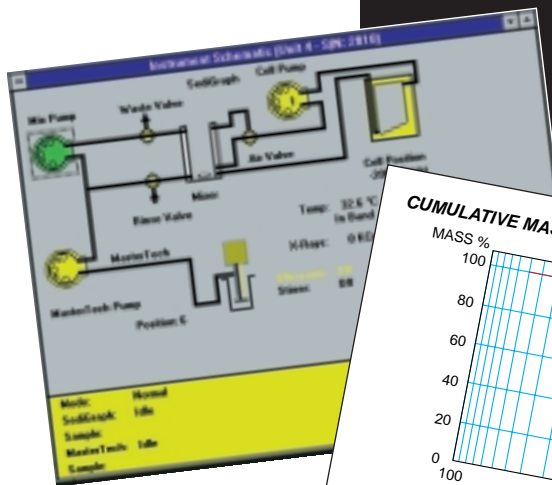 Instrument Schematic (Unit 4 - S/N: 2010)
SediGraph
Cell Pump
Mix Pump
Waste Valve
Air Valve
Mixer
Cell Position
Rinse Valve
Temp: 32.6 °C
In Band
X-Rays:
MasterTech
Stirrer: Off
MasterTech Pump
Position: 6
Mode: Normal
SediGraph: Idle
Sample:
MasterTech: Idle
Sample:
CUMULATIVE MAS
MASS %
100
80
60
40
20
0
100